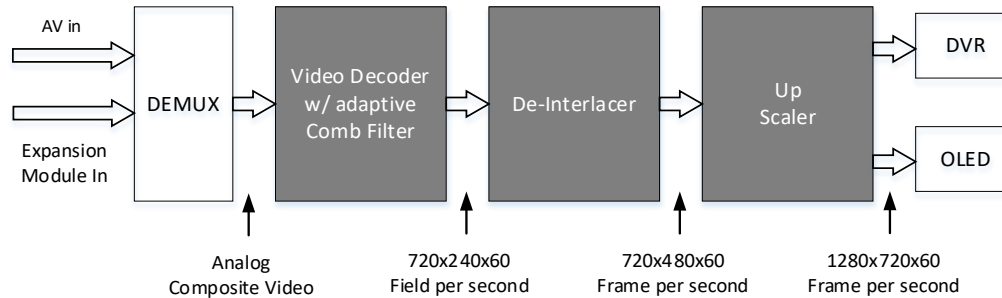 AV in
Expansion
Module In
DEMUX
Video Decoder
w/ adaptive
Comb Filter
De-Interlacer
Up
Scaler
DVR
OLED
Analog
Composite Video
720x240x60
Field per second
720x480x60
Frame per second
1280x720x60
Frame per second